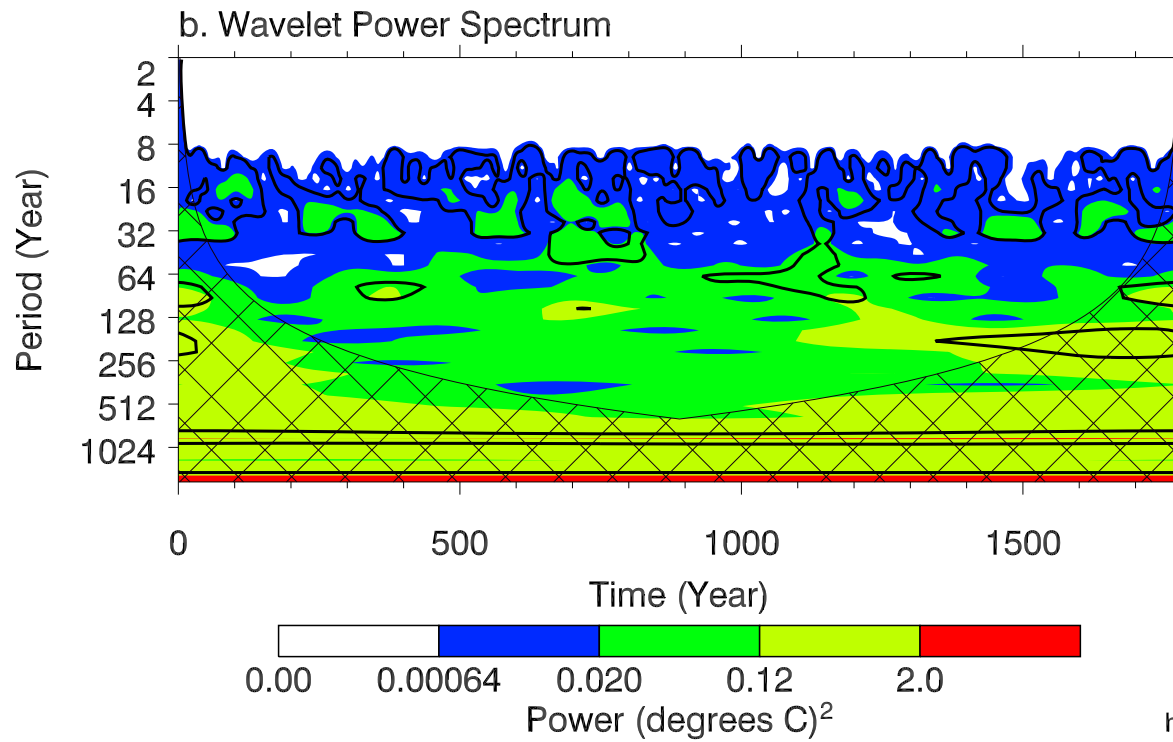 b. Wavelet Power Spectrum
Period (Year)
2
4
8
16
32
64
128
256
512
1024
0 500 1000 1500
Time (Year)
0.00 0.00064 0.020 0.12 2.0
Power (degrees C)2